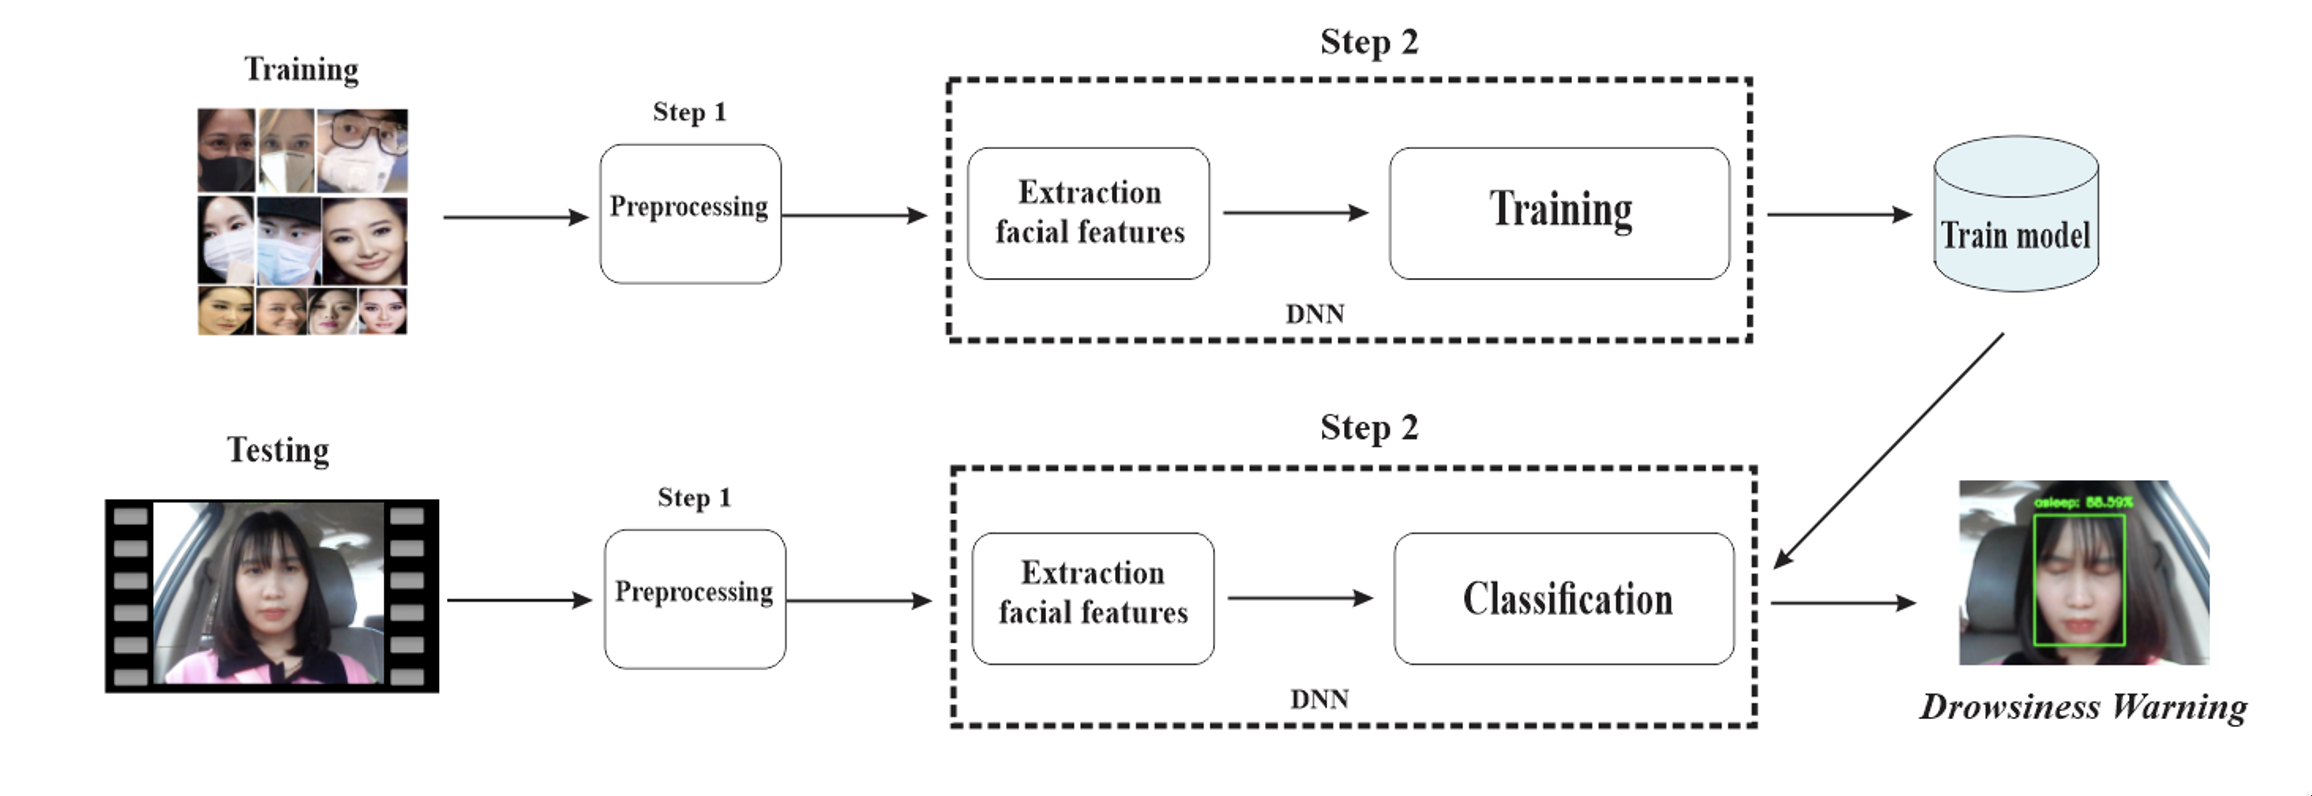 Step 2
Training
Step 1
Preprocessing
Extraction
facial features
Training
DNN
Train model
Step 2
Testing
Step 1
Preprocessing
Extraction
facial features
Classification
DNN
asleep: 88.59%
Drowsiness Warning